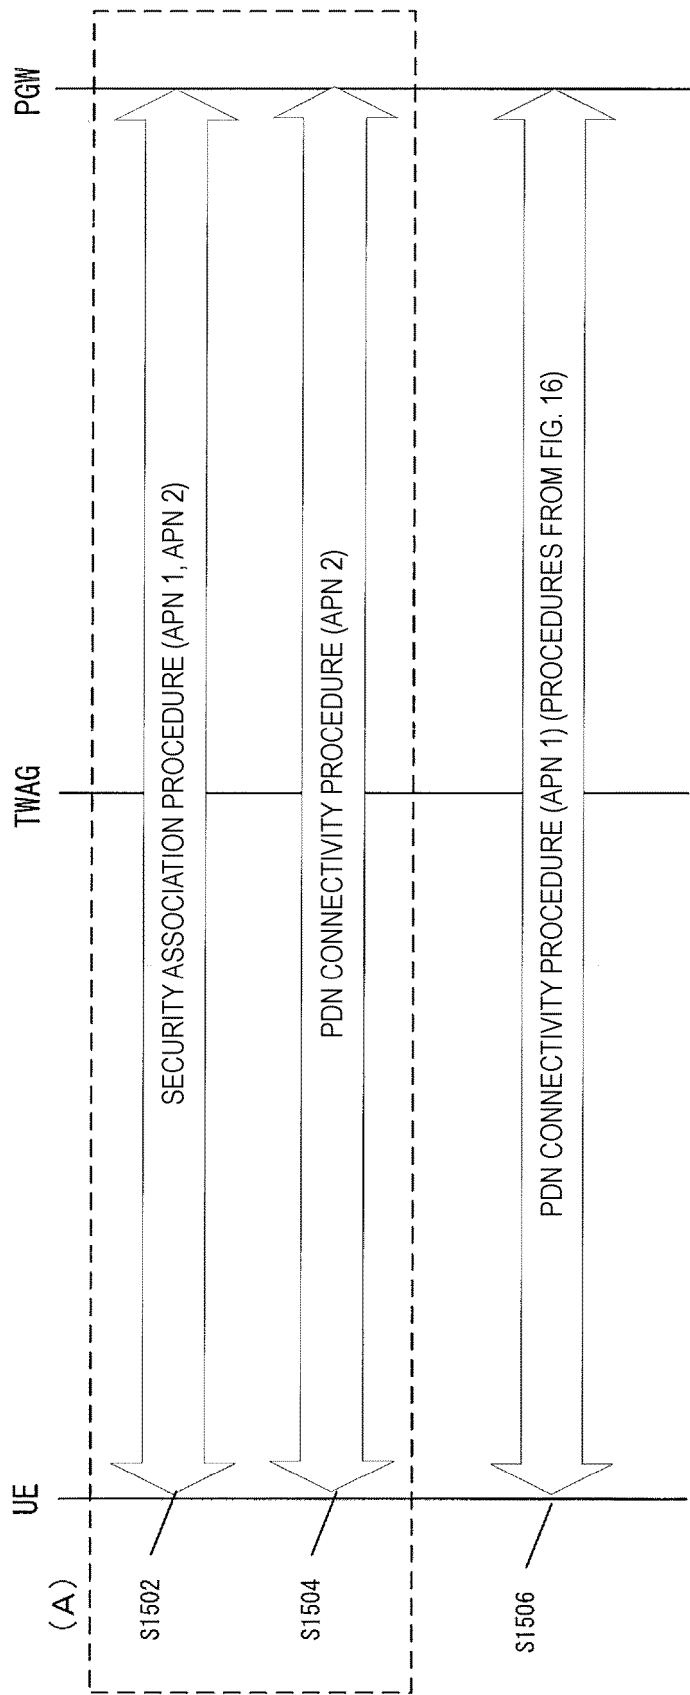 UE
TWAG
PGW
(A)
S1502
SECURITY ASSOCIATION PROCEDURE (APN 1, APN 2)
S1504
PDN CONNECTIVITY PROCEDURE (APN 2)
S1506
PDN CONNECTIVITY PROCEDURE (APN 1) (PROCEDURES FROM FIG. 16)